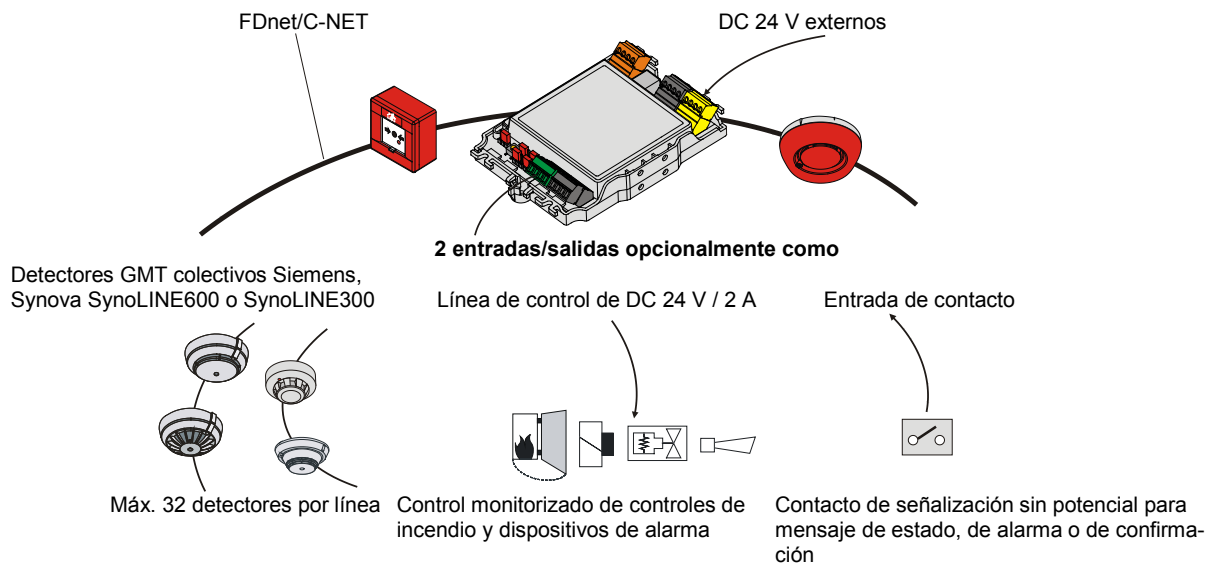 FDnet/C-NET
DC 24 V externos
2 entradas/salidas opcionalmente como
Detectores GMT colectivos Siemens,
Synova SynoLINE600 o SynoLINE300
Línea de control de DC 24 V / 2 A
Entrada de contacto
Máx. 32 detectores por línea
Control monitorizado de controles de
incendio y dispositivos de alarma
Contacto de señalización sin potencial para
mensaje de estado, de alarma o de confirma-
ción